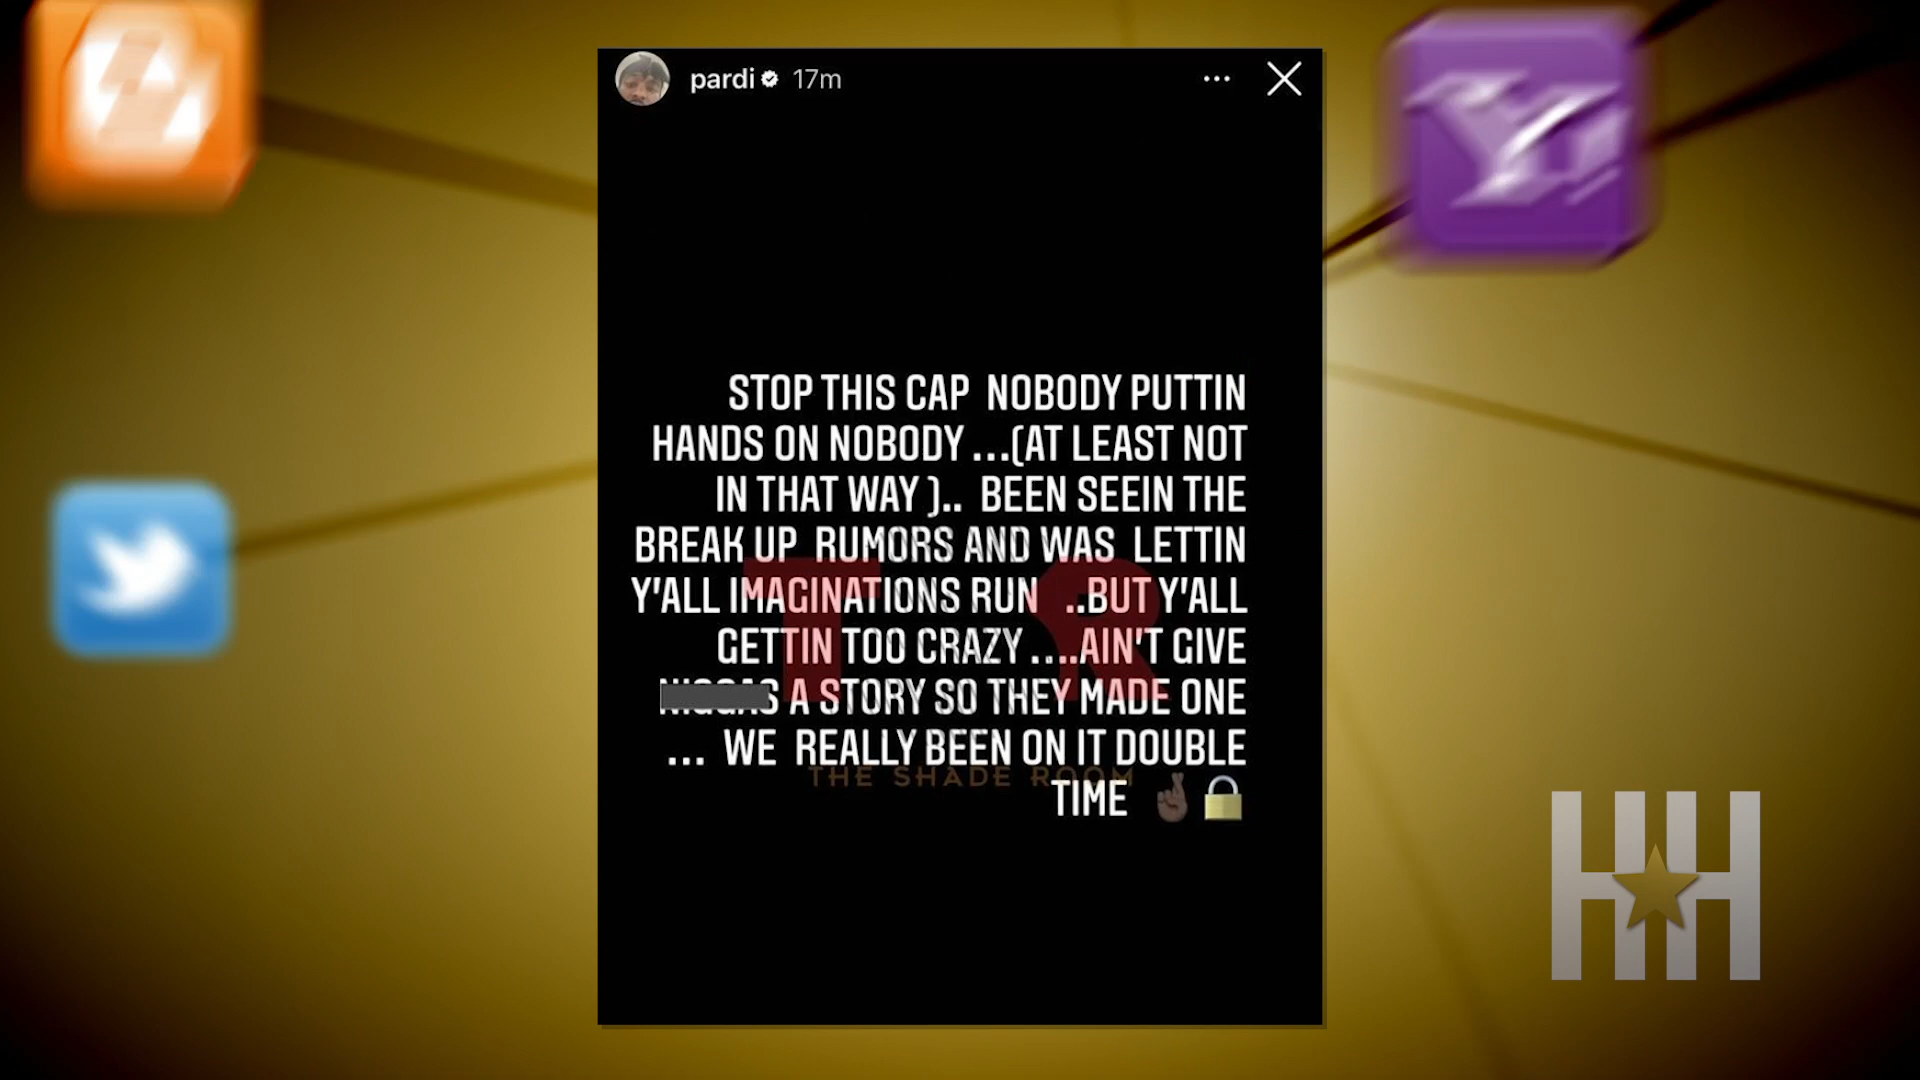 pardi 17m
STOP THIS CAP NOBODY PUTTIN
HANDS ON NOBODY ...(AT LEAST NOT
IN THAT WAY ).. BEEN SEEIN THE
BREAK UP RUMORS AND WAS LETTIN
Y'ALL IMAGINATIONS RUN ..BUT Y'ALL
GETTIN TOO CRAZY ....AIN'T GIVE
A STORY SO THEY MADE ONE
... WE REALLY BEEN ON IT DOUBLE
THE SHADE ROOM
TIME 🤞🏿🔒
Y!
HH